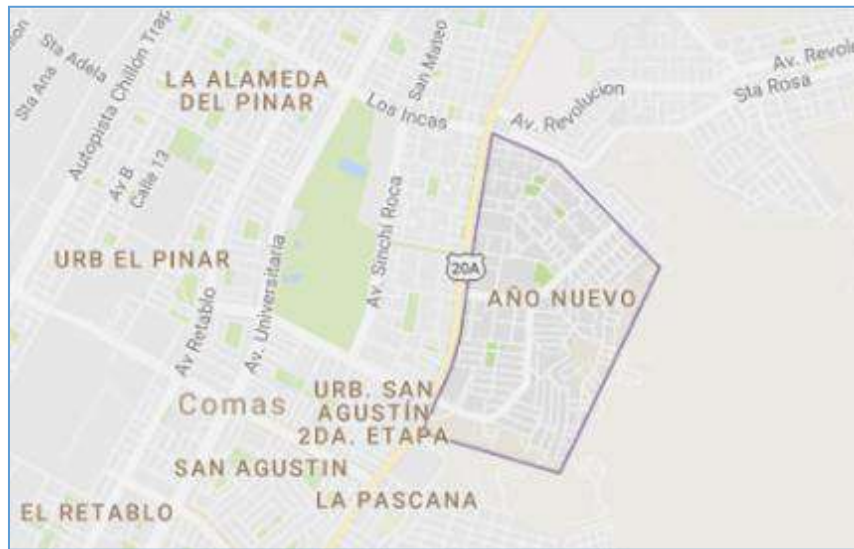 Sta Adela
Sta Ana
Autopista Chillón Trap
LA ALAMEDA
DEL PINAR
Los Incas
San Mateo
Av. Revolucion
Av. Revolu
Sta Rosa
Av B
Calle 13
URB EL PINAR
Av. Universitaria
Av. Sinchi Roca
20A
AÑO NUEVO
Av Retablo
Comas
URB. SAN
AGUSTÍN
2DA. ETAPA
SAN AGUSTIN
LA PASCANA
EL RETABLO